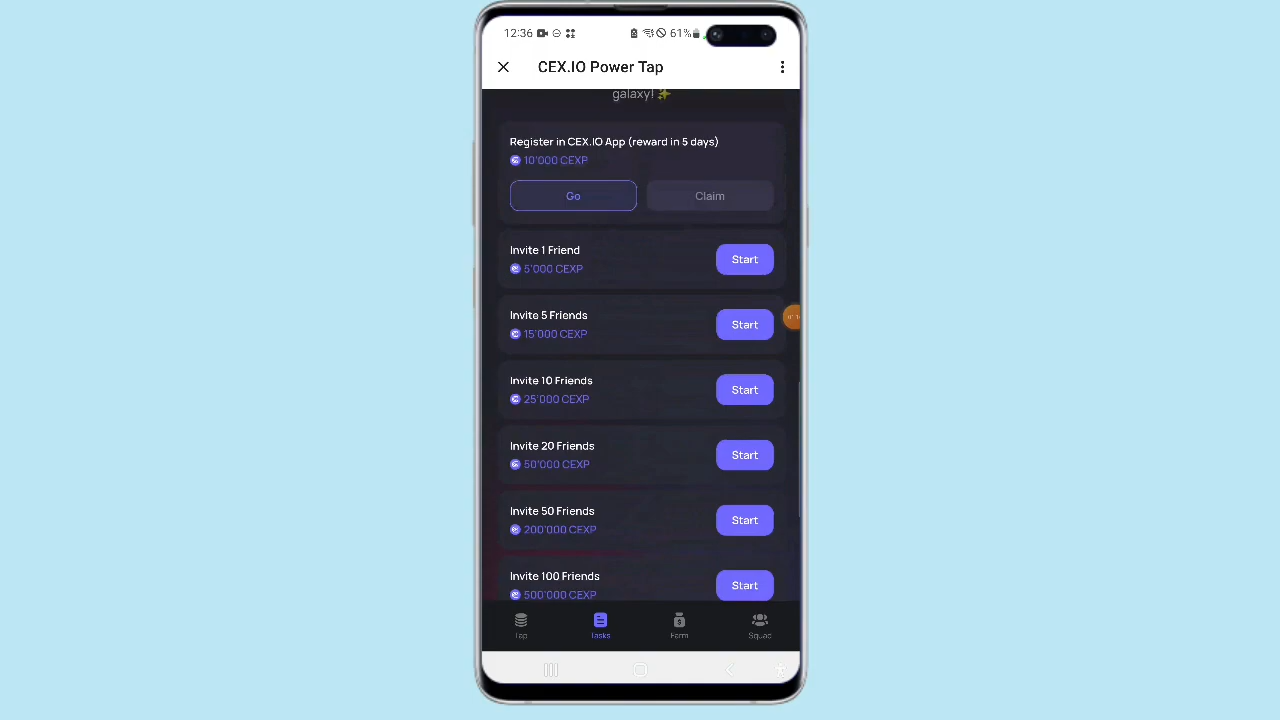 12:36
61%
CEX.IO Power Tap
galaxy! ✨
Register in CEX.IO App (reward in 5 days)
10'000 CEXP
Go
Claim
Invite 1 Friend
5'000 CEXP
Start
Invite 5 Friends
15'000 CEXP
Start
Invite 10 Friends
25'000 CEXP
Start
Invite 20 Friends
50'000 CEXP
Start
Invite 50 Friends
200'000 CEXP
Start
Invite 100 Friends
500'000 CEXP
Start
Tap
Tasks
Farm
Squad